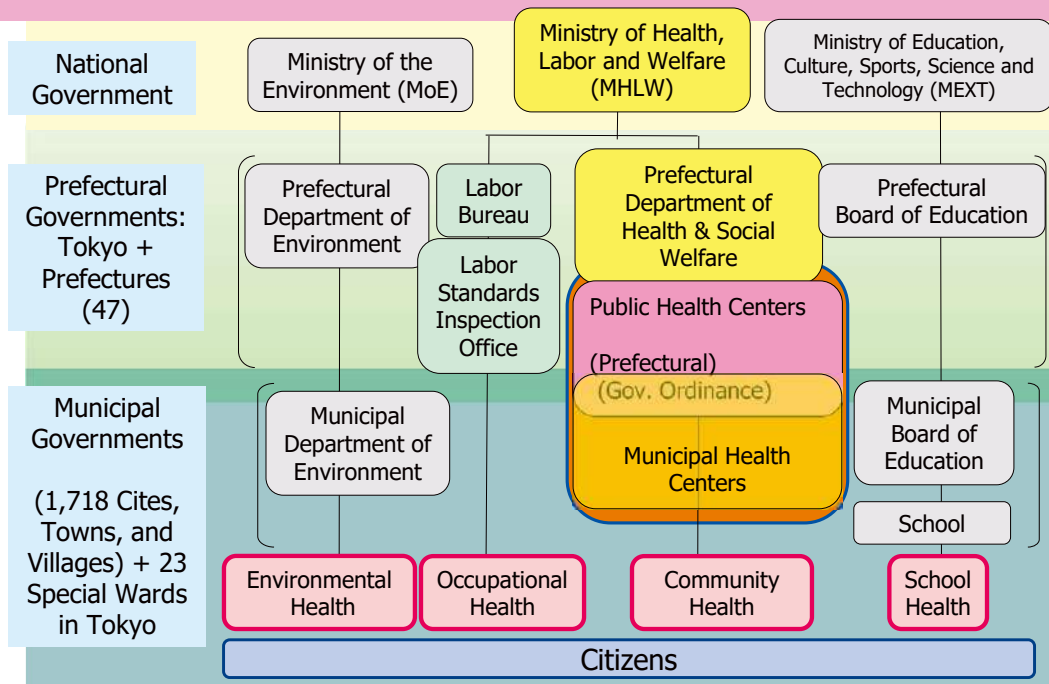 National
Government
Ministry of the
Environment (MoE)
Ministry of Health,
Labor and Welfare
(MHLW)
Ministry of Education,
Culture, Sports, Science and
Technology (MEXT)
Prefectural
Governments:
Tokyo +
Prefectures
(47)
Prefectural
Department of
Environment
Labor
Bureau
Labor
Standards
Inspection
Office
Prefectural
Department of
Health & Social
Welfare
Prefectural
Board of Education
Public Health Centers
(Prefectural)
(Gov. Ordinance)
Municipal
Governments
(1,718 Cites,
Towns, and
Villages) + 23
Special Wards
in Tokyo
Municipal
Department of
Environment
Municipal Health
Centers
Municipal
Board of
Education
School
Environmental
Health
Occupational
Health
Community
Health
School
Health
Citizens